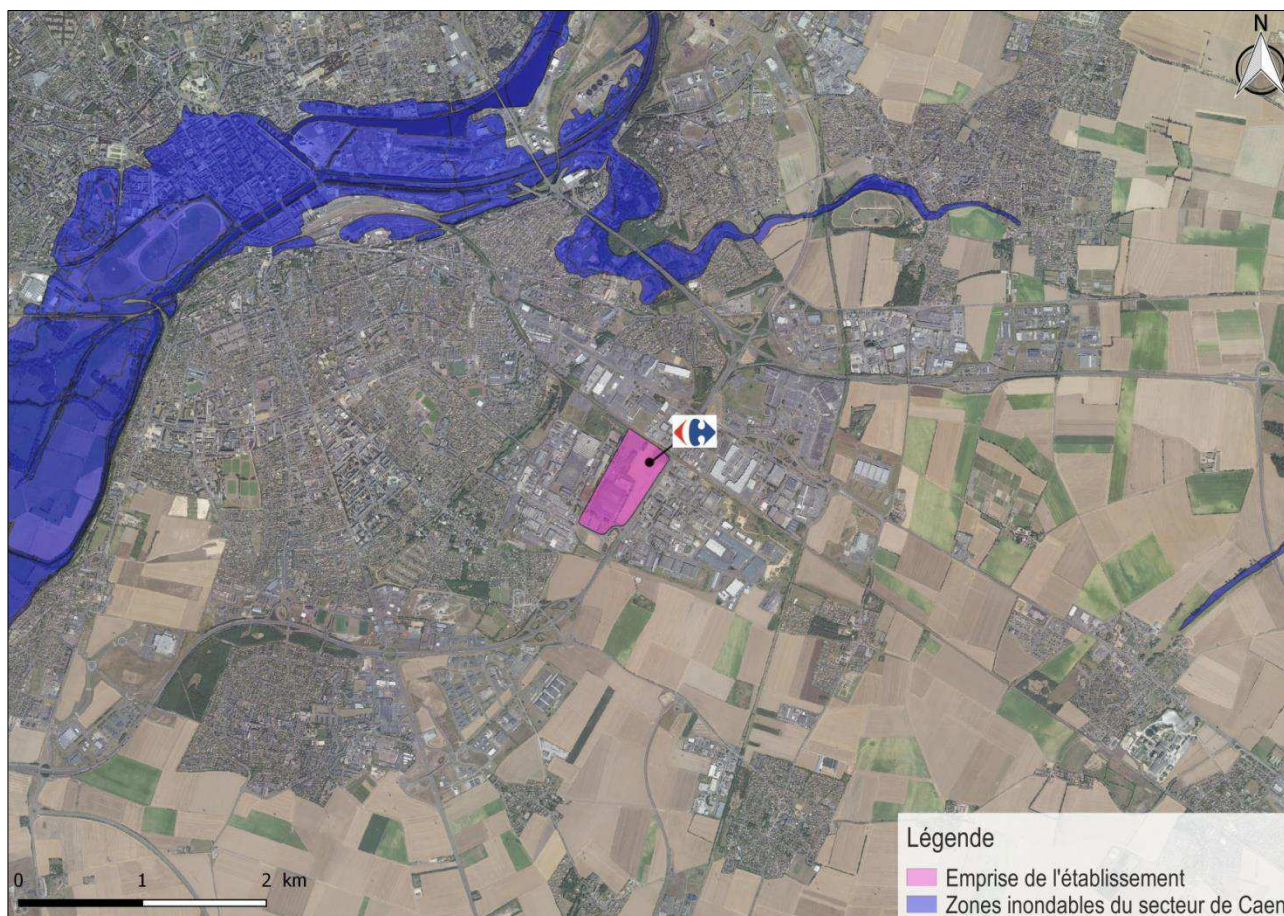 N
Légende
Emprise de l'établissement
Zones inondables du secteur de Caen
0 1 2 km